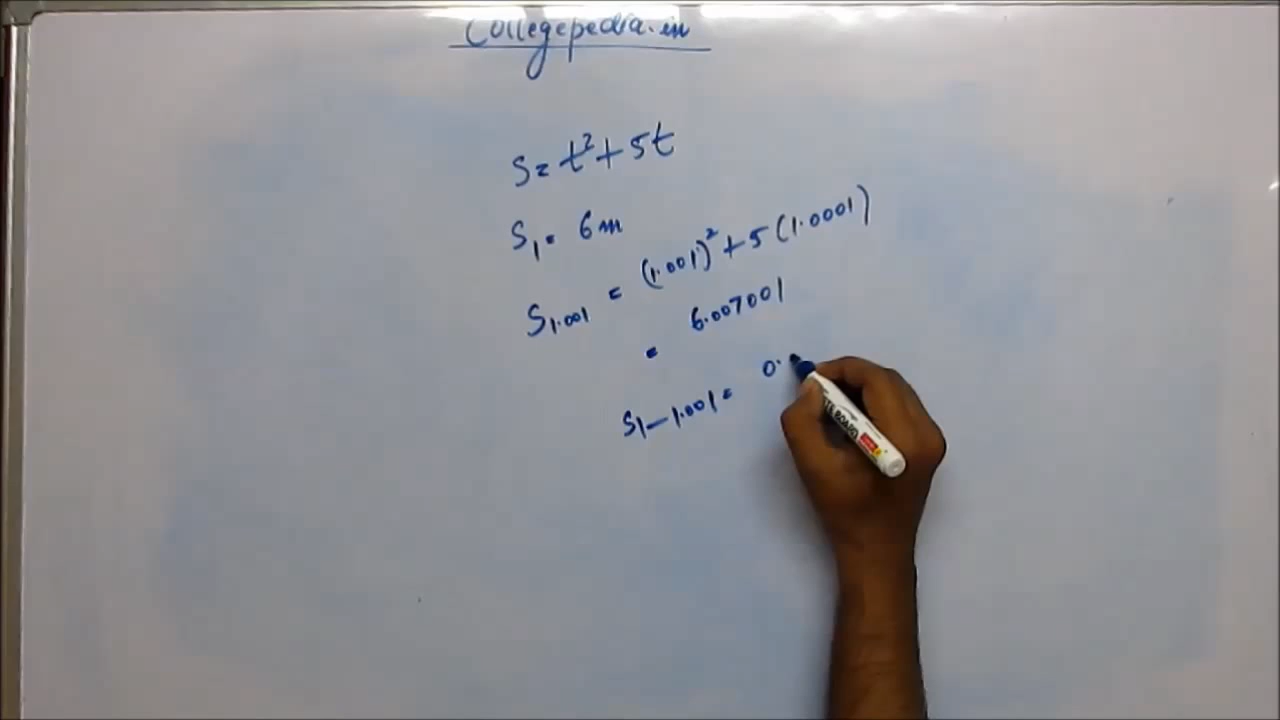 Collegepedia.in
S = t² + 5t
S₁ = 6m
S₁.₀₀₁ = (1.001)² + 5(1.0001)
= 6.007001
S₁₋₁.₀₀₁ = 0.